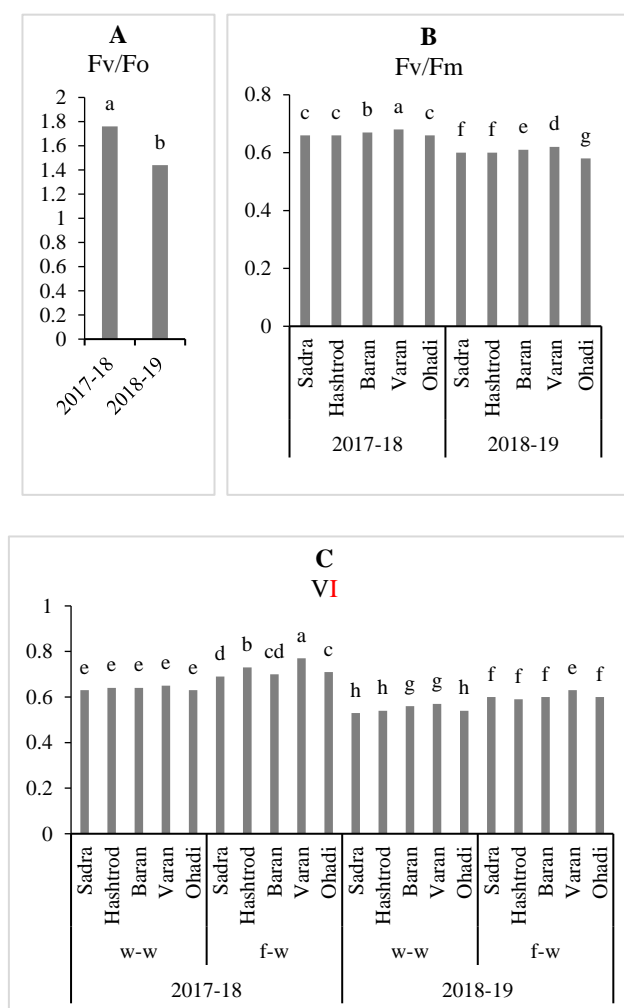 A
Fv/Fo
2
1.8
1.6
1.4
1.2
1
0.8
0.6
0.4
0.2
0
a
b
2017-18
2018-19
B
Fv/Fm
0.8
0.6
0.4
0.2
0
c c b a c f f e d g
Sadra Hashtrod Baran Varan Ohadi Sadra Hashtrod Baran Varan Ohadi
2017-18 2018-19
C
VI
1
0.8
0.6
0.4
0.2
0
e e e e e d b cd a c h h g g h f f f e f
Sadra Hashtrod Baran Varan Ohadi Sadra Hashtrod Baran Varan Ohadi Sadra Hashtrod Baran Varan Ohadi Sadra Hashtrod Baran Varan Ohadi
w-w f-w w-w f-w
2017-18 2018-19